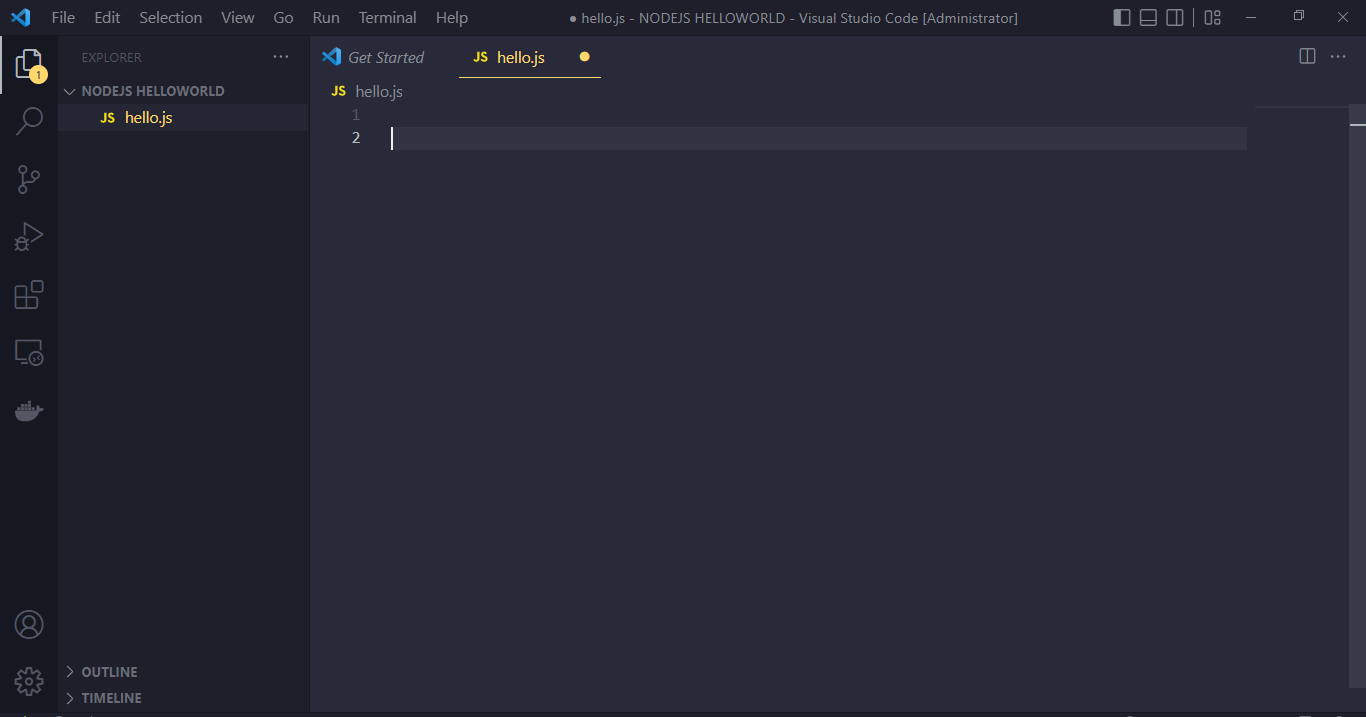 File Edit Selection View Go Run Terminal Help
● hello.js - NODEJS HELLOWORLD - Visual Studio Code [Administrator]
1
EXPLORER
NODEJS HELLOWORLD
JS hello.js
OUTLINE
TIMELINE
Get Started
JS hello.js
JS hello.js
1
2